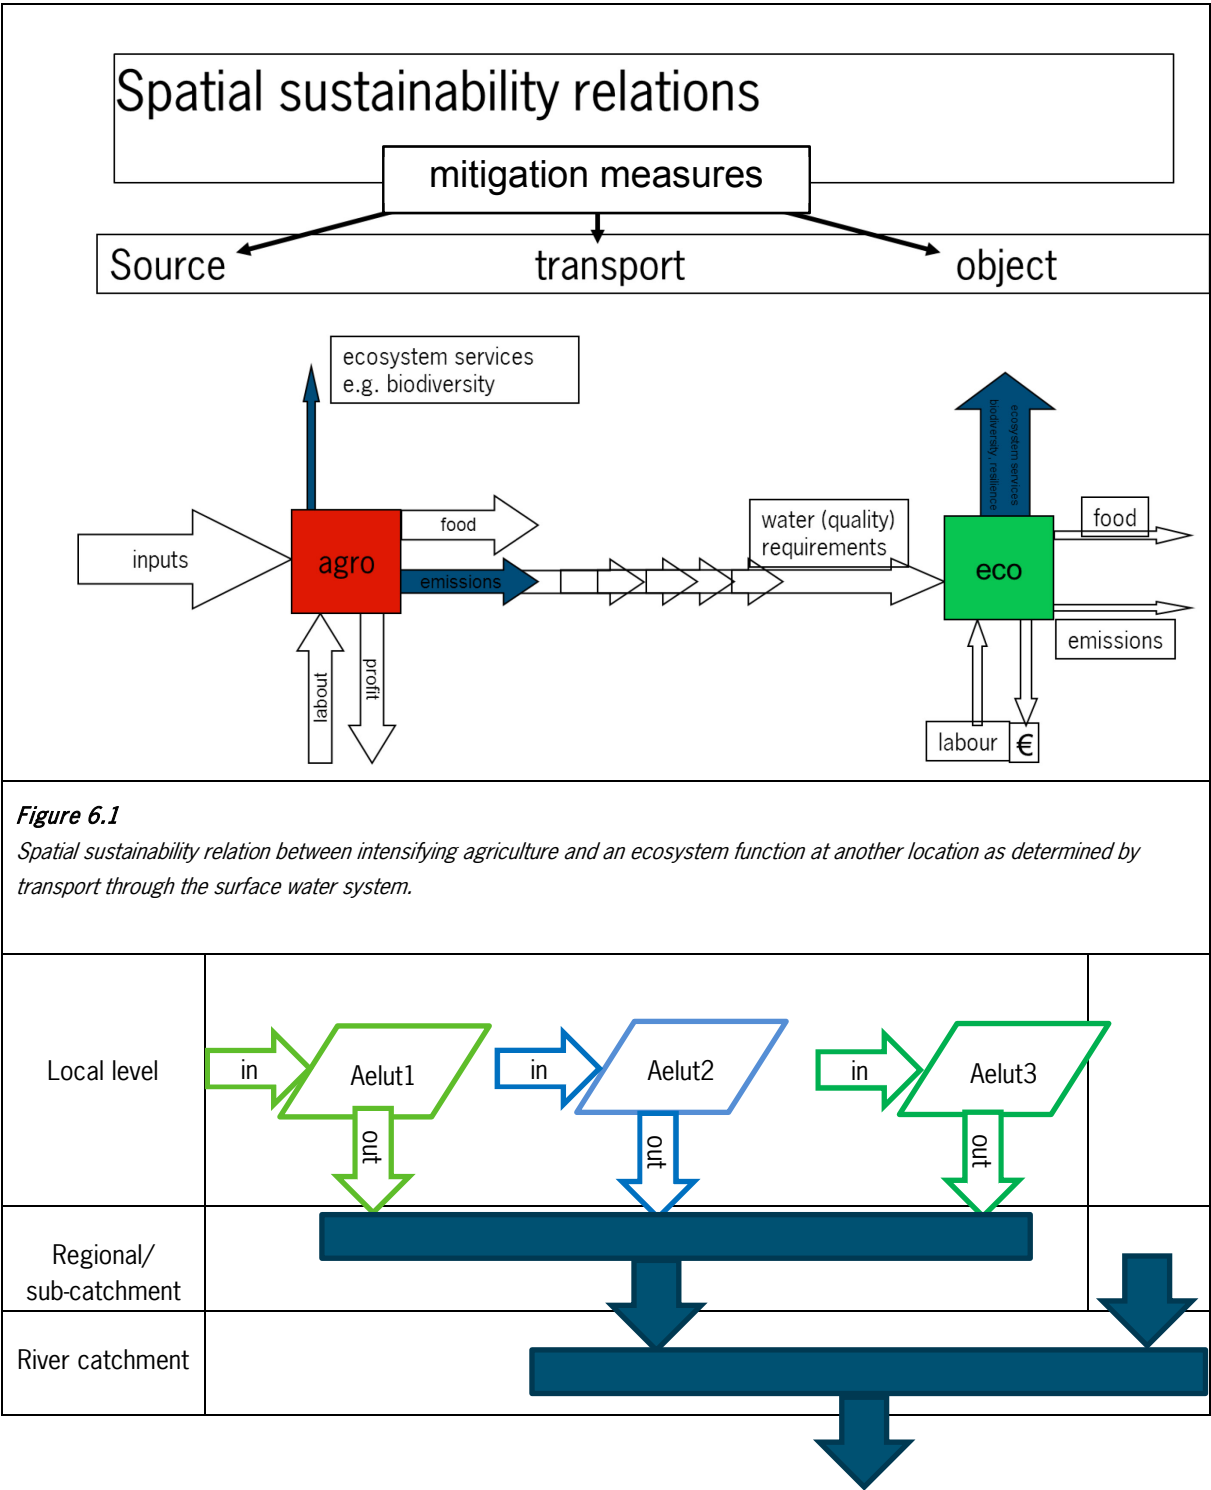 Spatial sustainability relations
mitigation measures
Source
transport
object
ecosystem services
e.g. biodiversity
inputs
agro
food
emissions
labout
profit
water (quality)
requirements
ecosystem services
biodiversity, resilience
eco
food
emissions
labour
€
Figure 6.1
Spatial sustainability relation between intensifying agriculture and an ecosystem function at another location as determined by
transport through the surface water system.
Local level
in
Aelut1
out
in
Aelut2
out
in
Aelut3
out
Regional/
sub-catchment
River catchment